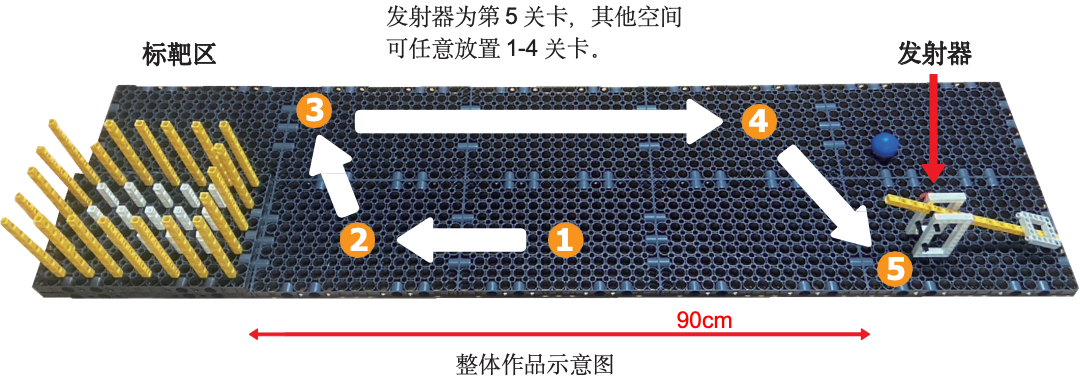 发射器为第 5 关卡，其他空间
可任意放置 1-4 关卡。
标靶区
发射器
3
4
2
1
5
90cm
整体作品示意图